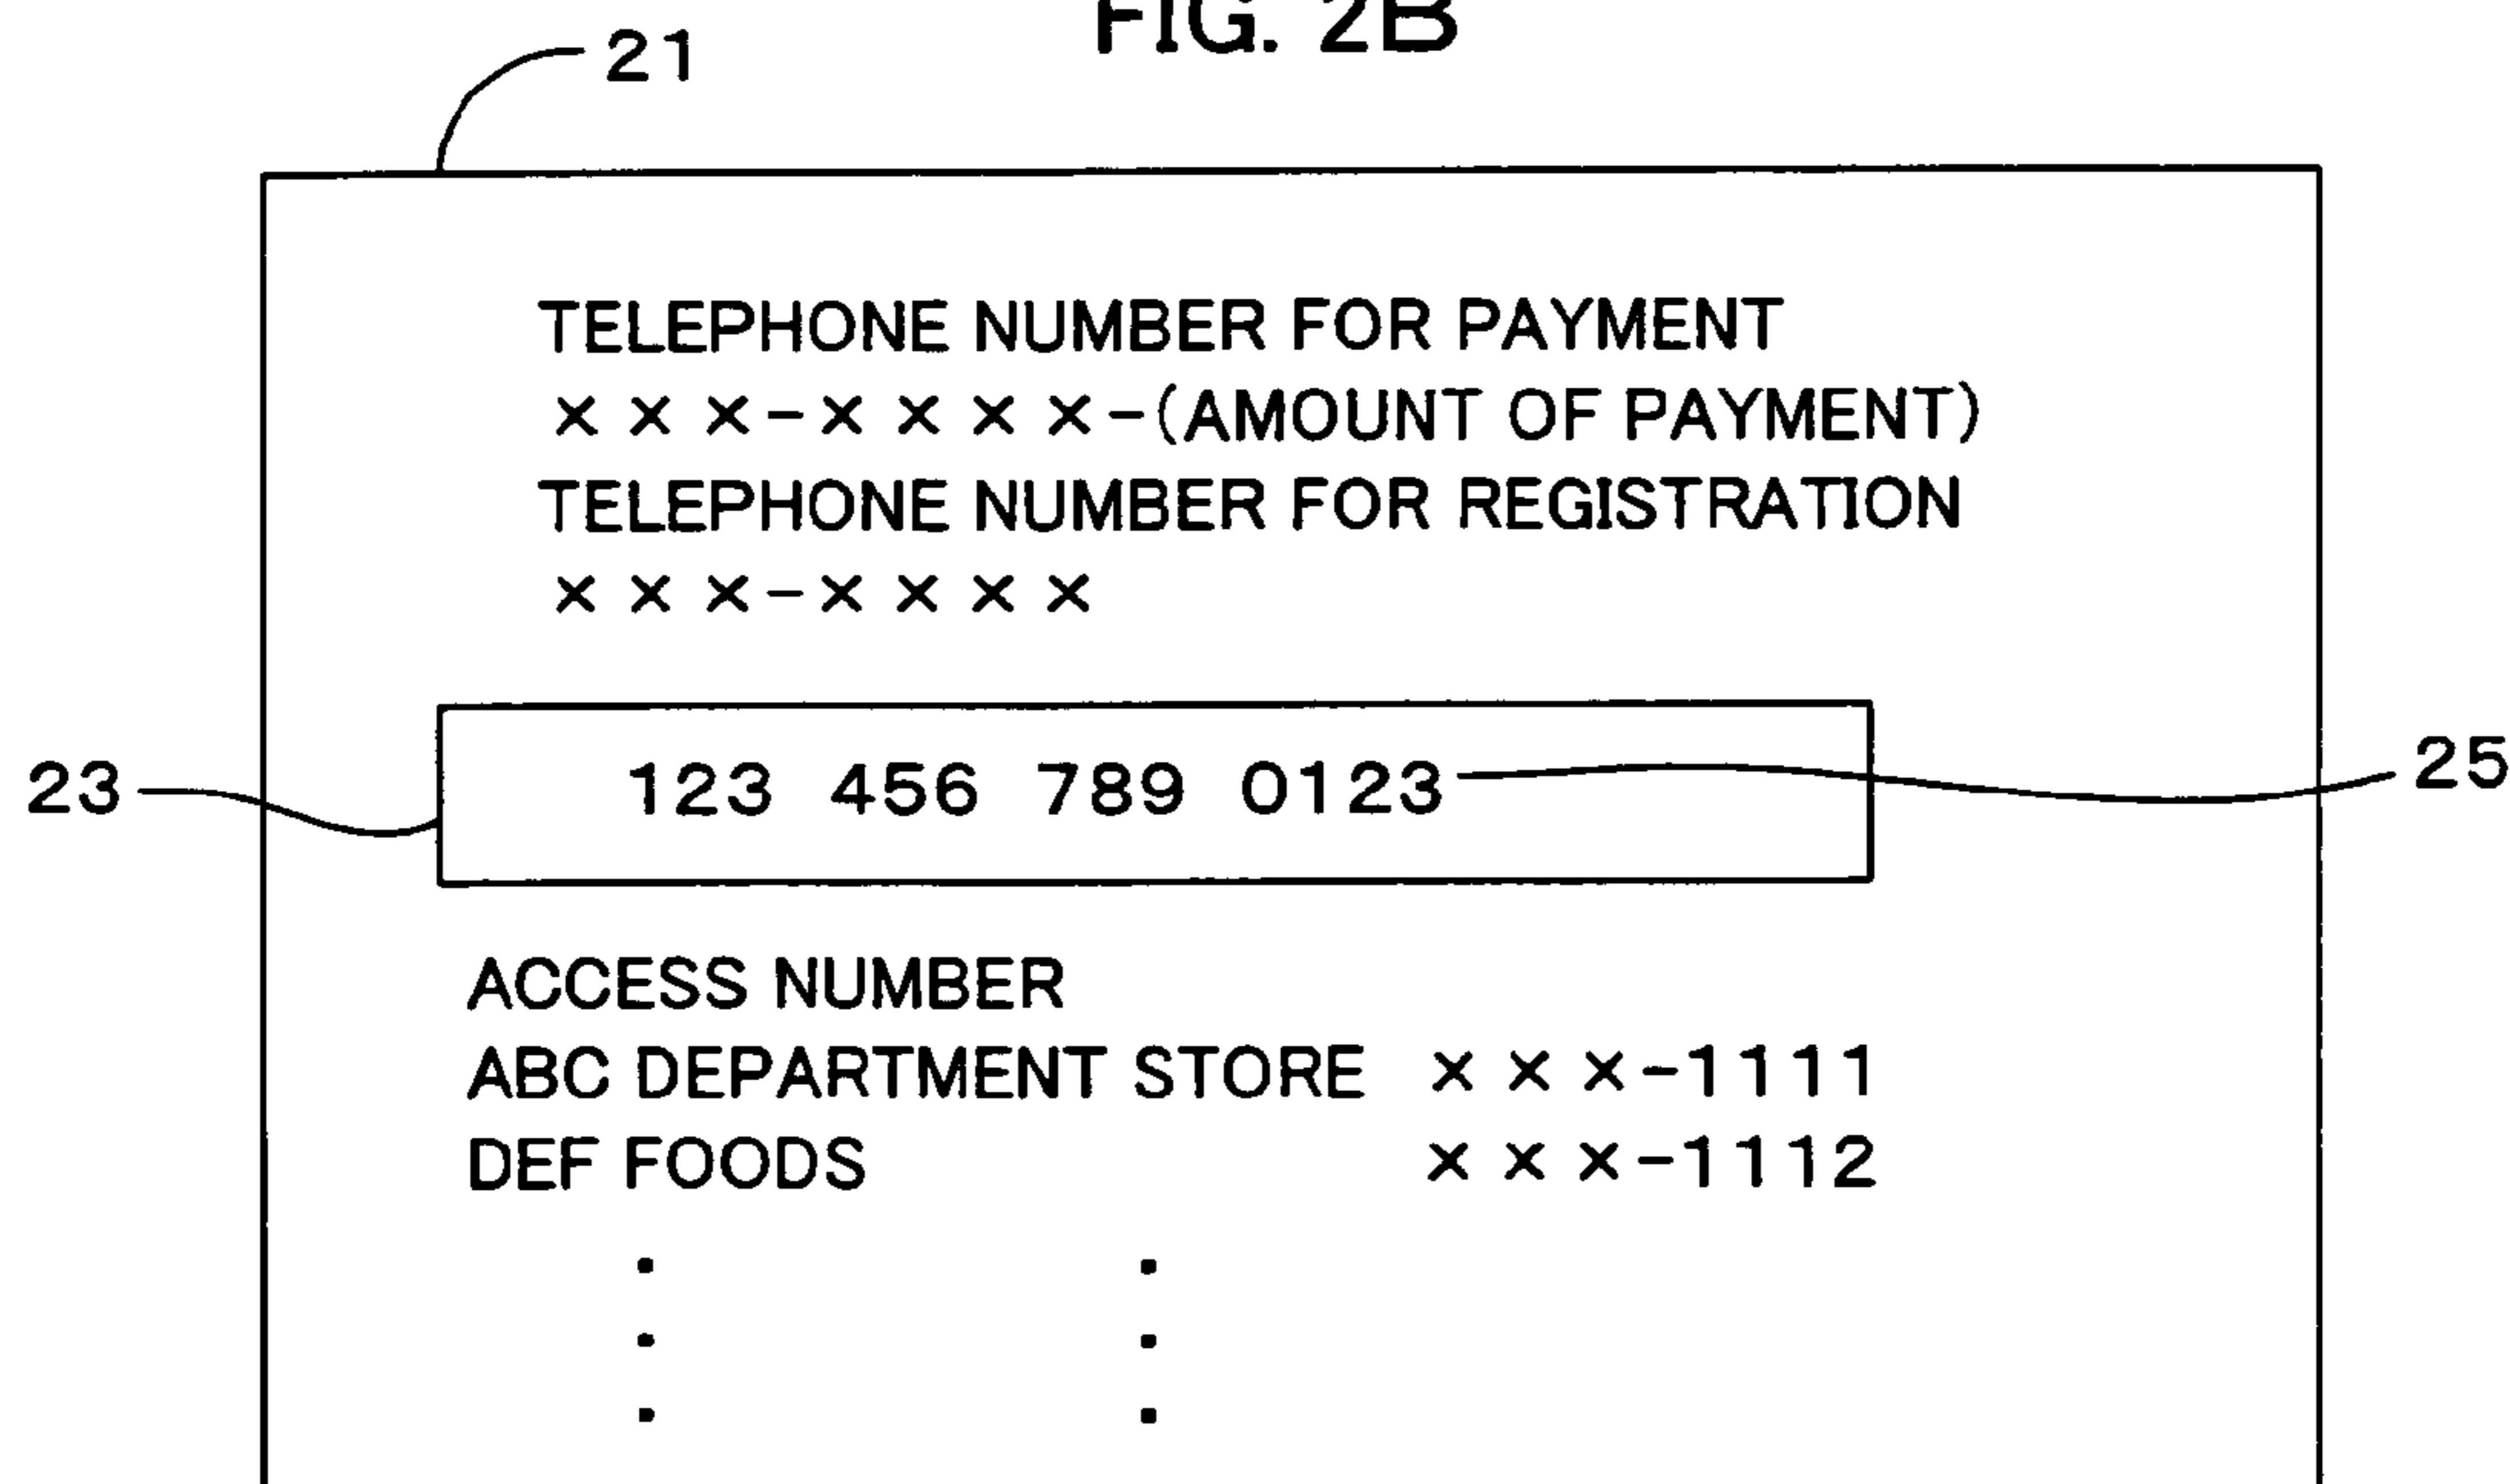 FIG. 2B
21
TELEPHONE NUMBER FOR PAYMENT
× × ×-× × × ×-(AMOUNT OF PAYMENT)
TELEPHONE NUMBER FOR REGISTRATION
× × ×-× × × ×
23 123 456 789 0123 25
ACCESS NUMBER
ABC DEPARTMENT STORE × × ×-1111
DEF FOODS × × ×-1112